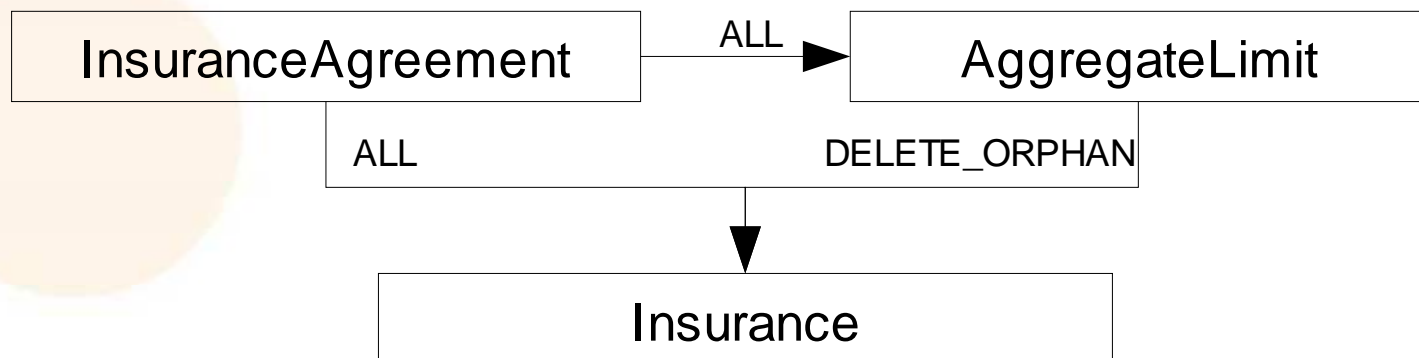 ALL
InsuranceAgreement
AggregateLimit
ALL
DELETE_ORPHAN
Insurance